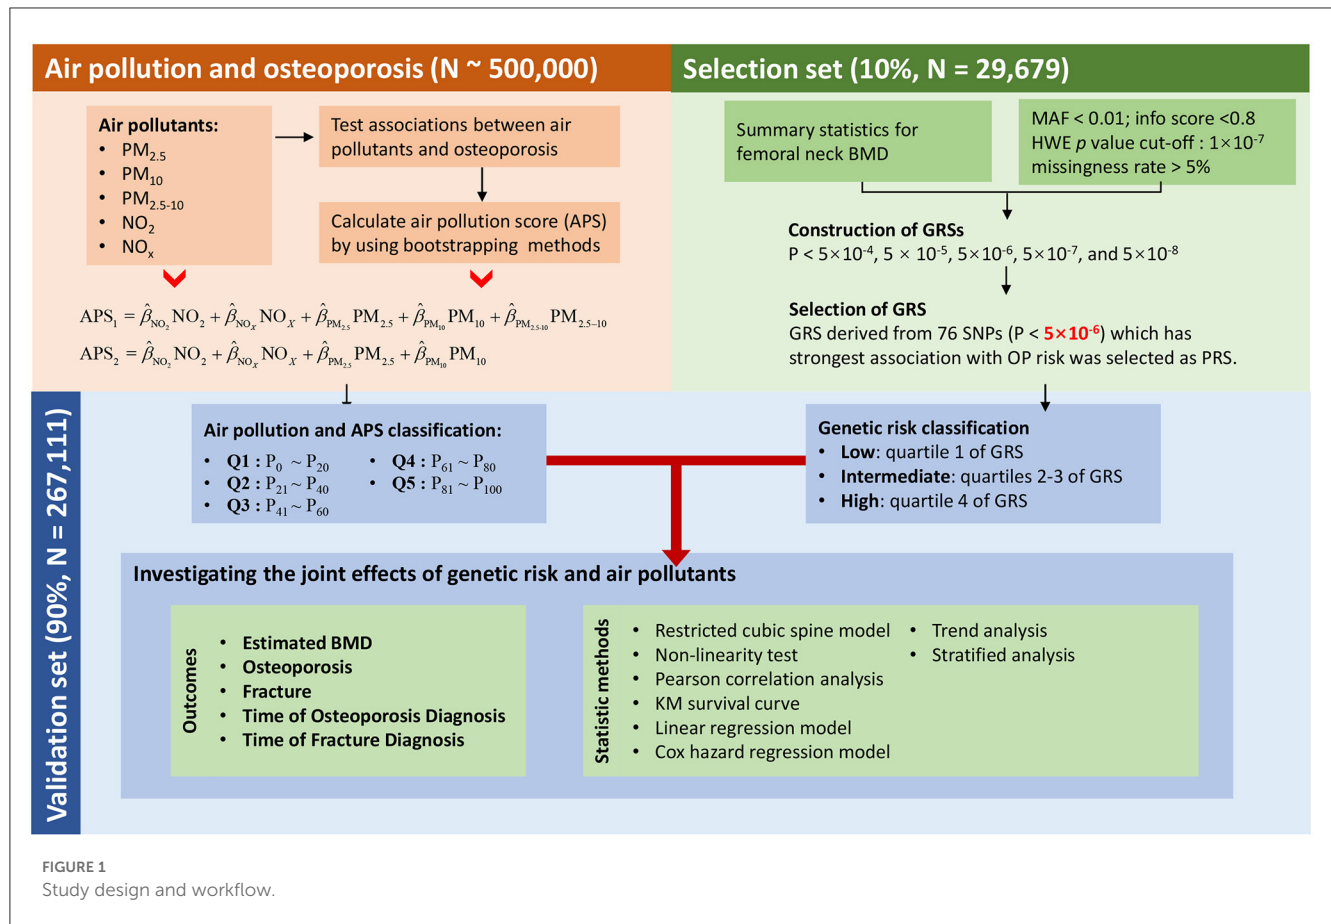 Air pollution and osteoporosis (N ~ 500,000)
Air pollutants:
• PM2.5
• PM10
• PM2.5-10
• NO2
• NOx
Test associations between air
pollutants and osteoporosis
Calculate air pollution score (APS)
by using bootstrapping methods
APS₁ = β̂_NO₂ NO₂ + β̂_NO_X NO_X + β̂_PM₂.₅ PM₂.₅ + β̂_PM₁₀ PM₁₀ + β̂_PM₂.₅₋₁₀ PM₂.₅₋₁₀
APS₂ = β̂_NO₂ NO₂ + β̂_NO_X NO_X + β̂_PM₂.₅ PM₂.₅ + β̂_PM₁₀ PM₁₀
Selection set (10%, N = 29,679)
Summary statistics for
femoral neck BMD
MAF < 0.01; info score <0.8
HWE p value cut-off : 1×10⁻⁷
missingness rate > 5%
Construction of GRSs
P < 5×10⁻⁴, 5 × 10⁻⁵, 5×10⁻⁶, 5×10⁻⁷, and 5×10⁻⁸
Selection of GRS
GRS derived from 76 SNPs (P < 5×10⁻⁶) which has
strongest association with OP risk was selected as PRS.
Validation set (90%, N = 267,111)
Air pollution and APS classification:
• Q1 : P₀ ~ P₂₀
• Q2 : P₂₁ ~ P₄₀
• Q3 : P₄₁ ~ P₆₀
• Q4 : P₆₁ ~ P₈₀
• Q5 : P₈₁ ~ P₁₀₀
Genetic risk classification
• Low: quartile 1 of GRS
• Intermediate: quartiles 2-3 of GRS
• High: quartile 4 of GRS
Investigating the joint effects of genetic risk and air pollutants
Outcomes
• Estimated BMD
• Osteoporosis
• Fracture
• Time of Osteoporosis Diagnosis
• Time of Fracture Diagnosis
Statistic methods
• Restricted cubic spine model
• Non-linearity test
• Pearson correlation analysis
• KM survival curve
• Linear regression model
• Cox hazard regression model
• Trend analysis
• Stratified analysis
FIGURE 1
Study design and workflow.